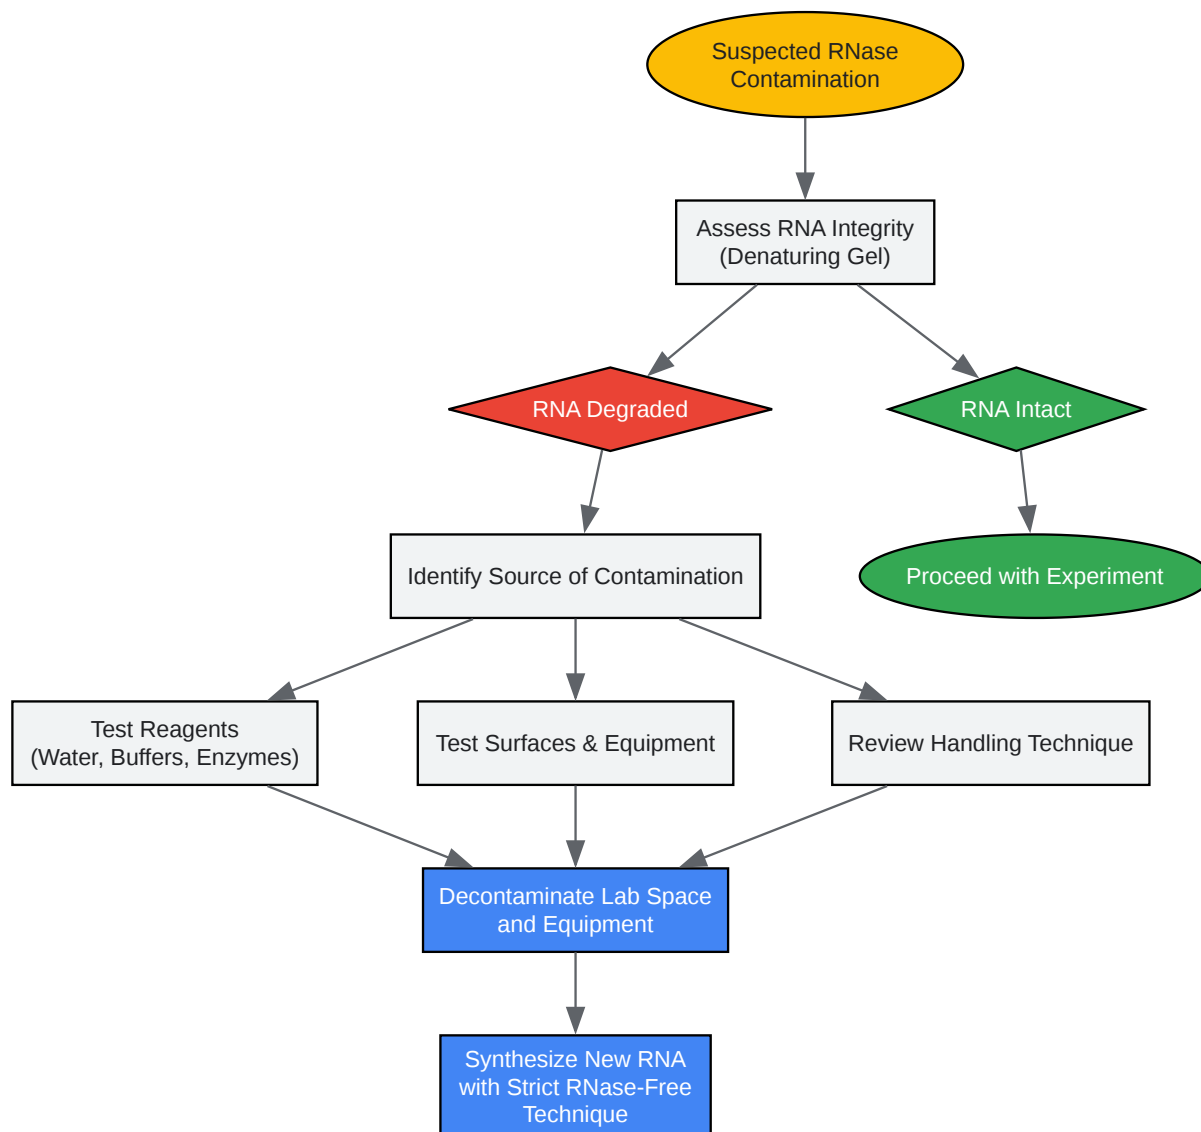 Suspected RNase
Contamination
Assess RNA Integrity
(Denaturing Gel)
RNA Degraded
RNA Intact
Identify Source of Contamination
Proceed with Experiment
Test Reagents
(Water, Buffers, Enzymes)
Test Surfaces & Equipment
Review Handling Technique
Decontaminate Lab Space
and Equipment
Synthesize New RNA
with Strict RNase-Free
Technique